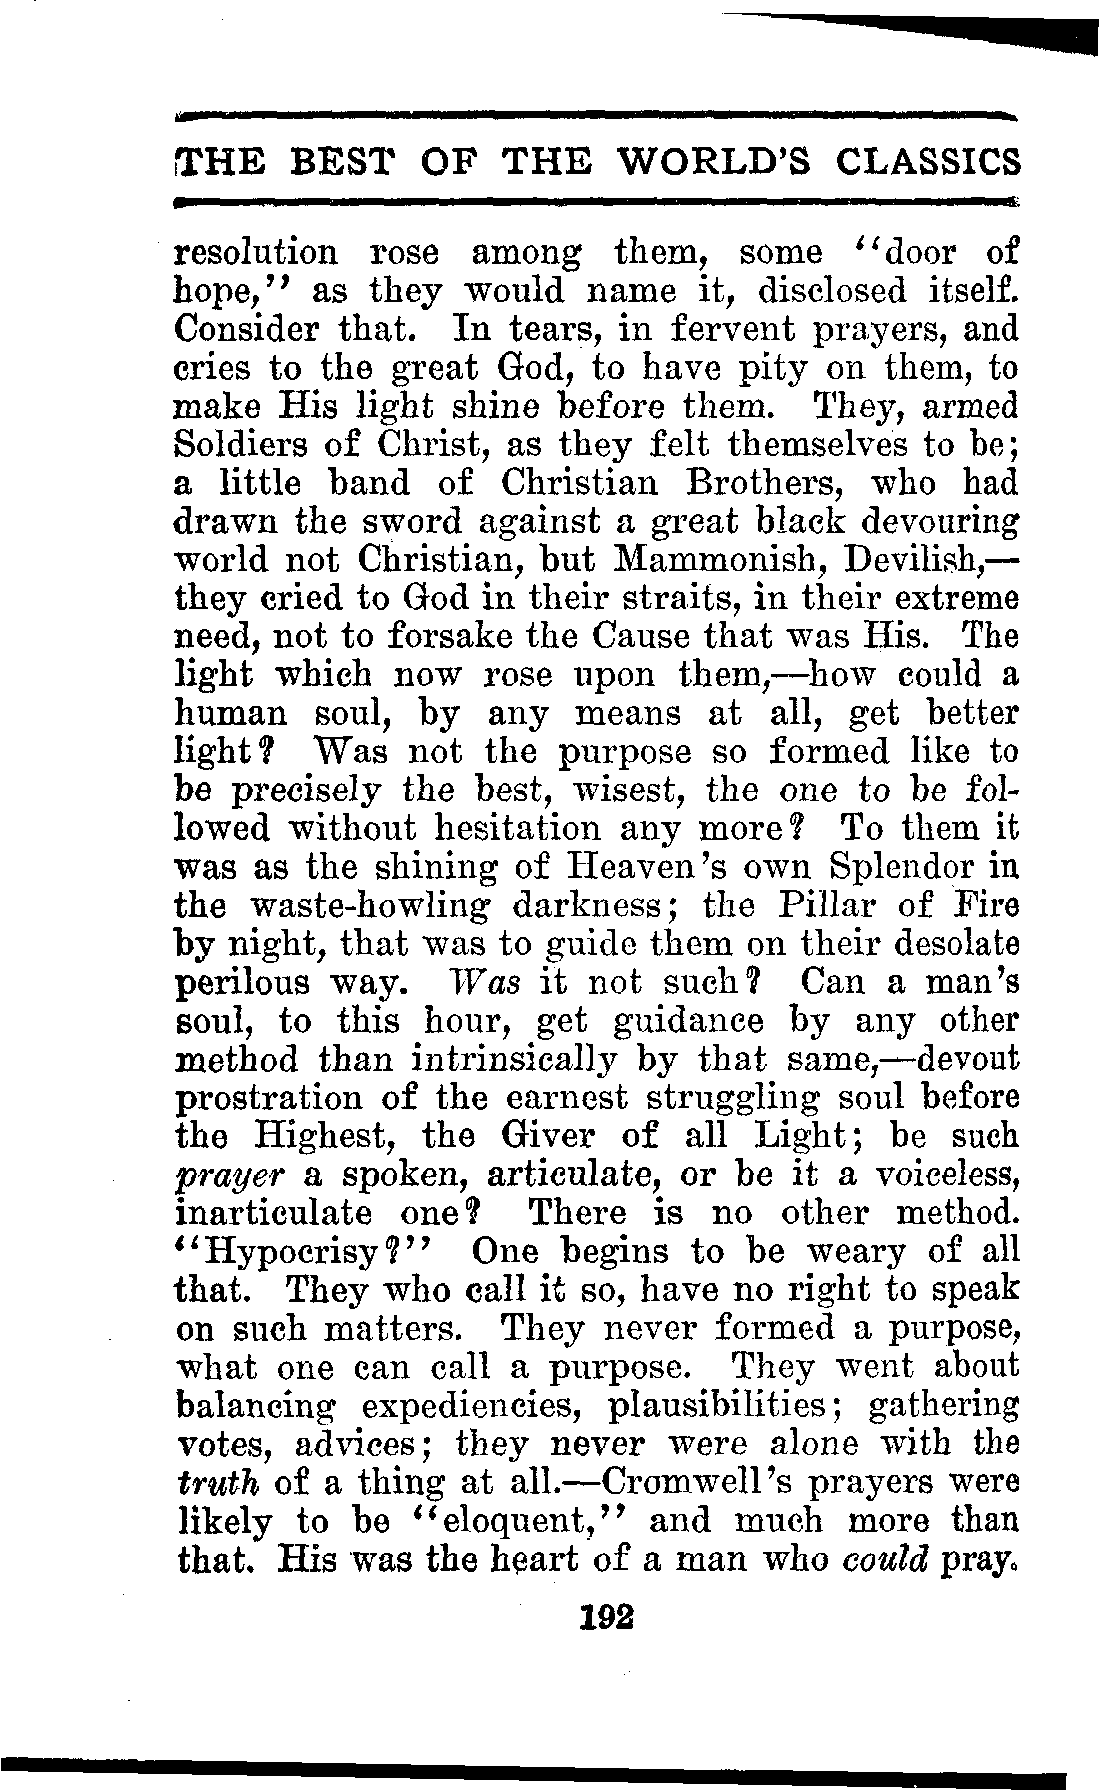 THE BEST OF THE WORLD'S CLASSICS
resolution rose among them, some "door of
hope," as they would name it, disclosed itself.
Consider that. In tears, in fervent prayers, and
cries to the great God, to have pity on them, to
make His light shine before them. They, armed
Soldiers of Christ, as they felt themselves to be;
a little band of Christian Brothers, who had
drawn the sword against a great black devouring
world not Christian, but Mammonish, Devilish,—
they cried to God in their straits, in their extreme
need, not to forsake the Cause that was His. The
light which now rose upon them,—how could a
human soul, by any means at all, get better
light? Was not the purpose so formed like to
be precisely the best, wisest, the one to be fol-
lowed without hesitation any more? To them it
was as the shining of Heaven's own Splendor in
the waste-howling darkness; the Pillar of Fire
by night, that was to guide them on their desolate
perilous way. Was it not such? Can a man's
soul, to this hour, get guidance by any other
method than intrinsically by that same,—devout
prostration of the earnest struggling soul before
the Highest, the Giver of all Light; be such
prayer a spoken, articulate, or be it a voiceless,
inarticulate one? There is no other method.
"Hypocrisy?" One begins to be weary of all
that. They who call it so, have no right to speak
on such matters. They never formed a purpose,
what one can call a purpose. They went about
balancing expediencies, plausibilities; gathering
votes, advices; they never were alone with the
truth of a thing at all.—Cromwell's prayers were
likely to be "eloquent," and much more than
that. His was the heart of a man who could pray.
192